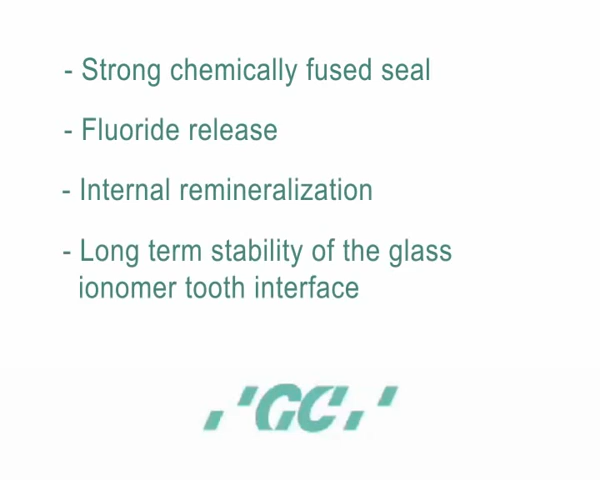 - Strong chemically fused seal
- Fluoride release
- Internal remineralization
- Long term stability of the glass
ionomer tooth interface
GC